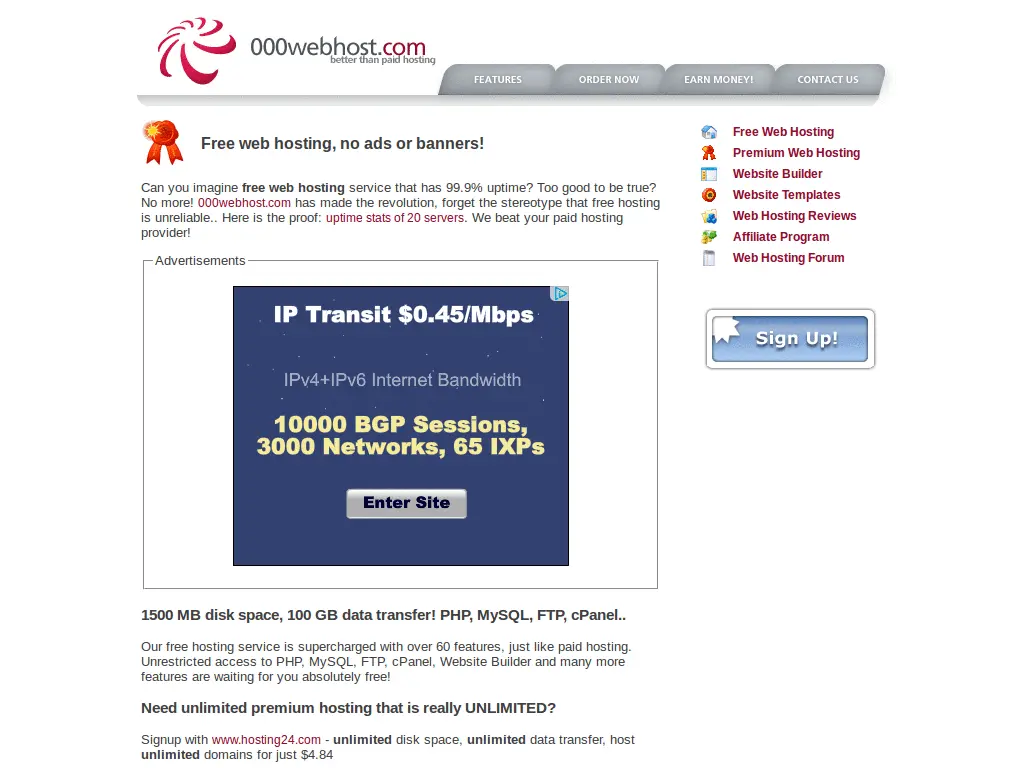 000webhost.com
better than paid hosting
FEATURES
ORDER NOW
EARN MONEY!
CONTACT US
Free web hosting, no ads or banners!
Can you imagine free web hosting service that has 99.9% uptime? Too good to be true?
No more! 000webhost.com has made the revolution, forget the stereotype that free hosting
is unreliable.. Here is the proof: uptime stats of 20 servers. We beat your paid hosting
provider!
Advertisements
IP Transit $0.45/Mbps
IPv4+IPv6 Internet Bandwidth
10000 BGP Sessions,
3000 Networks, 65 IXPs
Enter Site
1500 MB disk space, 100 GB data transfer! PHP, MySQL, FTP, cPanel..
Our free hosting service is supercharged with over 60 features, just like paid hosting.
Unrestricted access to PHP, MySQL, FTP, cPanel, Website Builder and many more
features are waiting for you absolutely free!
Need unlimited premium hosting that is really UNLIMITED?
Signup with www.hosting24.com - unlimited disk space, unlimited data transfer, host
unlimited domains for just $4.84
Free Web Hosting
Premium Web Hosting
Website Builder
Website Templates
Web Hosting Reviews
Affiliate Program
Web Hosting Forum
Sign Up!